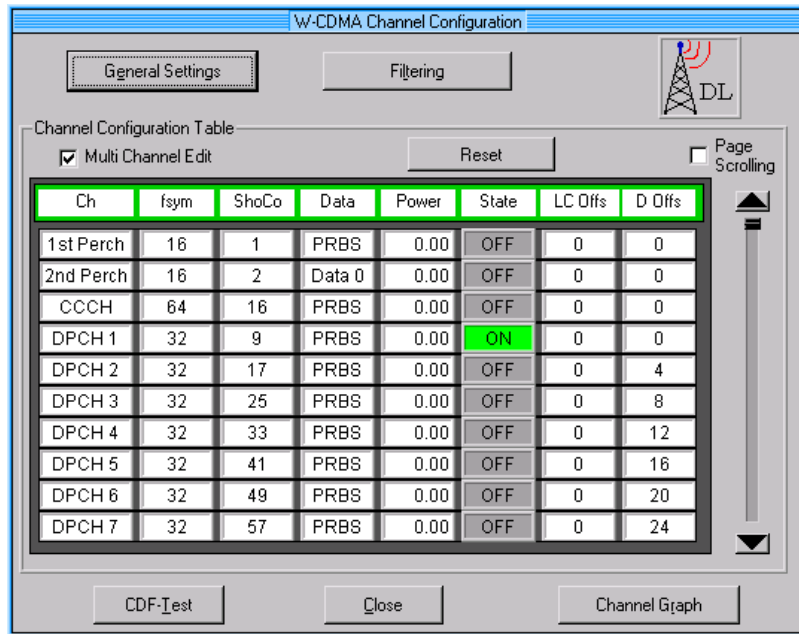 W-CDMA Channel Configuration
General Settings Filtering
DL
Channel Configuration Table
Multi Channel Edit Reset Page Scrolling
Ch fsym ShoCo Data Power State LC Offs D Offs
1st Perch 16 1 PRBS 0.00 OFF 0 0
2nd Perch 16 2 Data 0 0.00 OFF 0 0
CCCH 64 16 PRBS 0.00 OFF 0 0
DPCH 1 32 9 PRBS 0.00 ON 0 0
DPCH 2 32 17 PRBS 0.00 OFF 0 4
DPCH 3 32 25 PRBS 0.00 OFF 0 8
DPCH 4 32 33 PRBS 0.00 OFF 0 12
DPCH 5 32 41 PRBS 0.00 OFF 0 16
DPCH 6 32 49 PRBS 0.00 OFF 0 20
DPCH 7 32 57 PRBS 0.00 OFF 0 24
CDF-Test Close Channel Graph